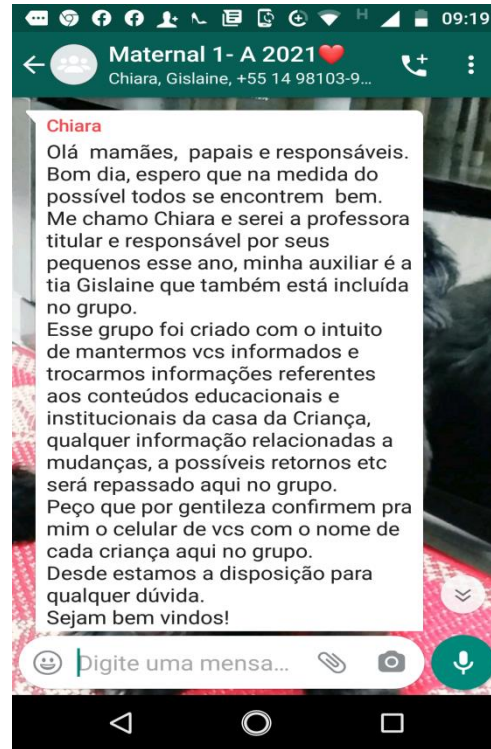 09:19
Maternal 1- A 2021❤️
Chiara, Gislaine, +55 14 98103-9...
Chiara
Olá mamães, papais e responsáveis.
Bom dia, espero que na medida do
possível todos se encontrem bem.
Me chamo Chiara e serei a professora
titular e responsável por seus
pequenos esse ano, minha auxiliar é a
tia Gislaine que também está incluída
no grupo.
Esse grupo foi criado com o intuito
de mantermos vcs informados e
trocarmos informações referentes
aos conteúdos educacionais e
institucionais da casa da Criança,
qualquer informação relacionadas a
mudanças, a possíveis retornos etc
será repassado aqui no grupo.
Peço que por gentileza confirmem pra
mim o celular de vcs com o nome de
cada criança aqui no grupo.
Desde estamos a disposição para
qualquer dúvida.
Sejam bem vindos!
Digite uma mensa...